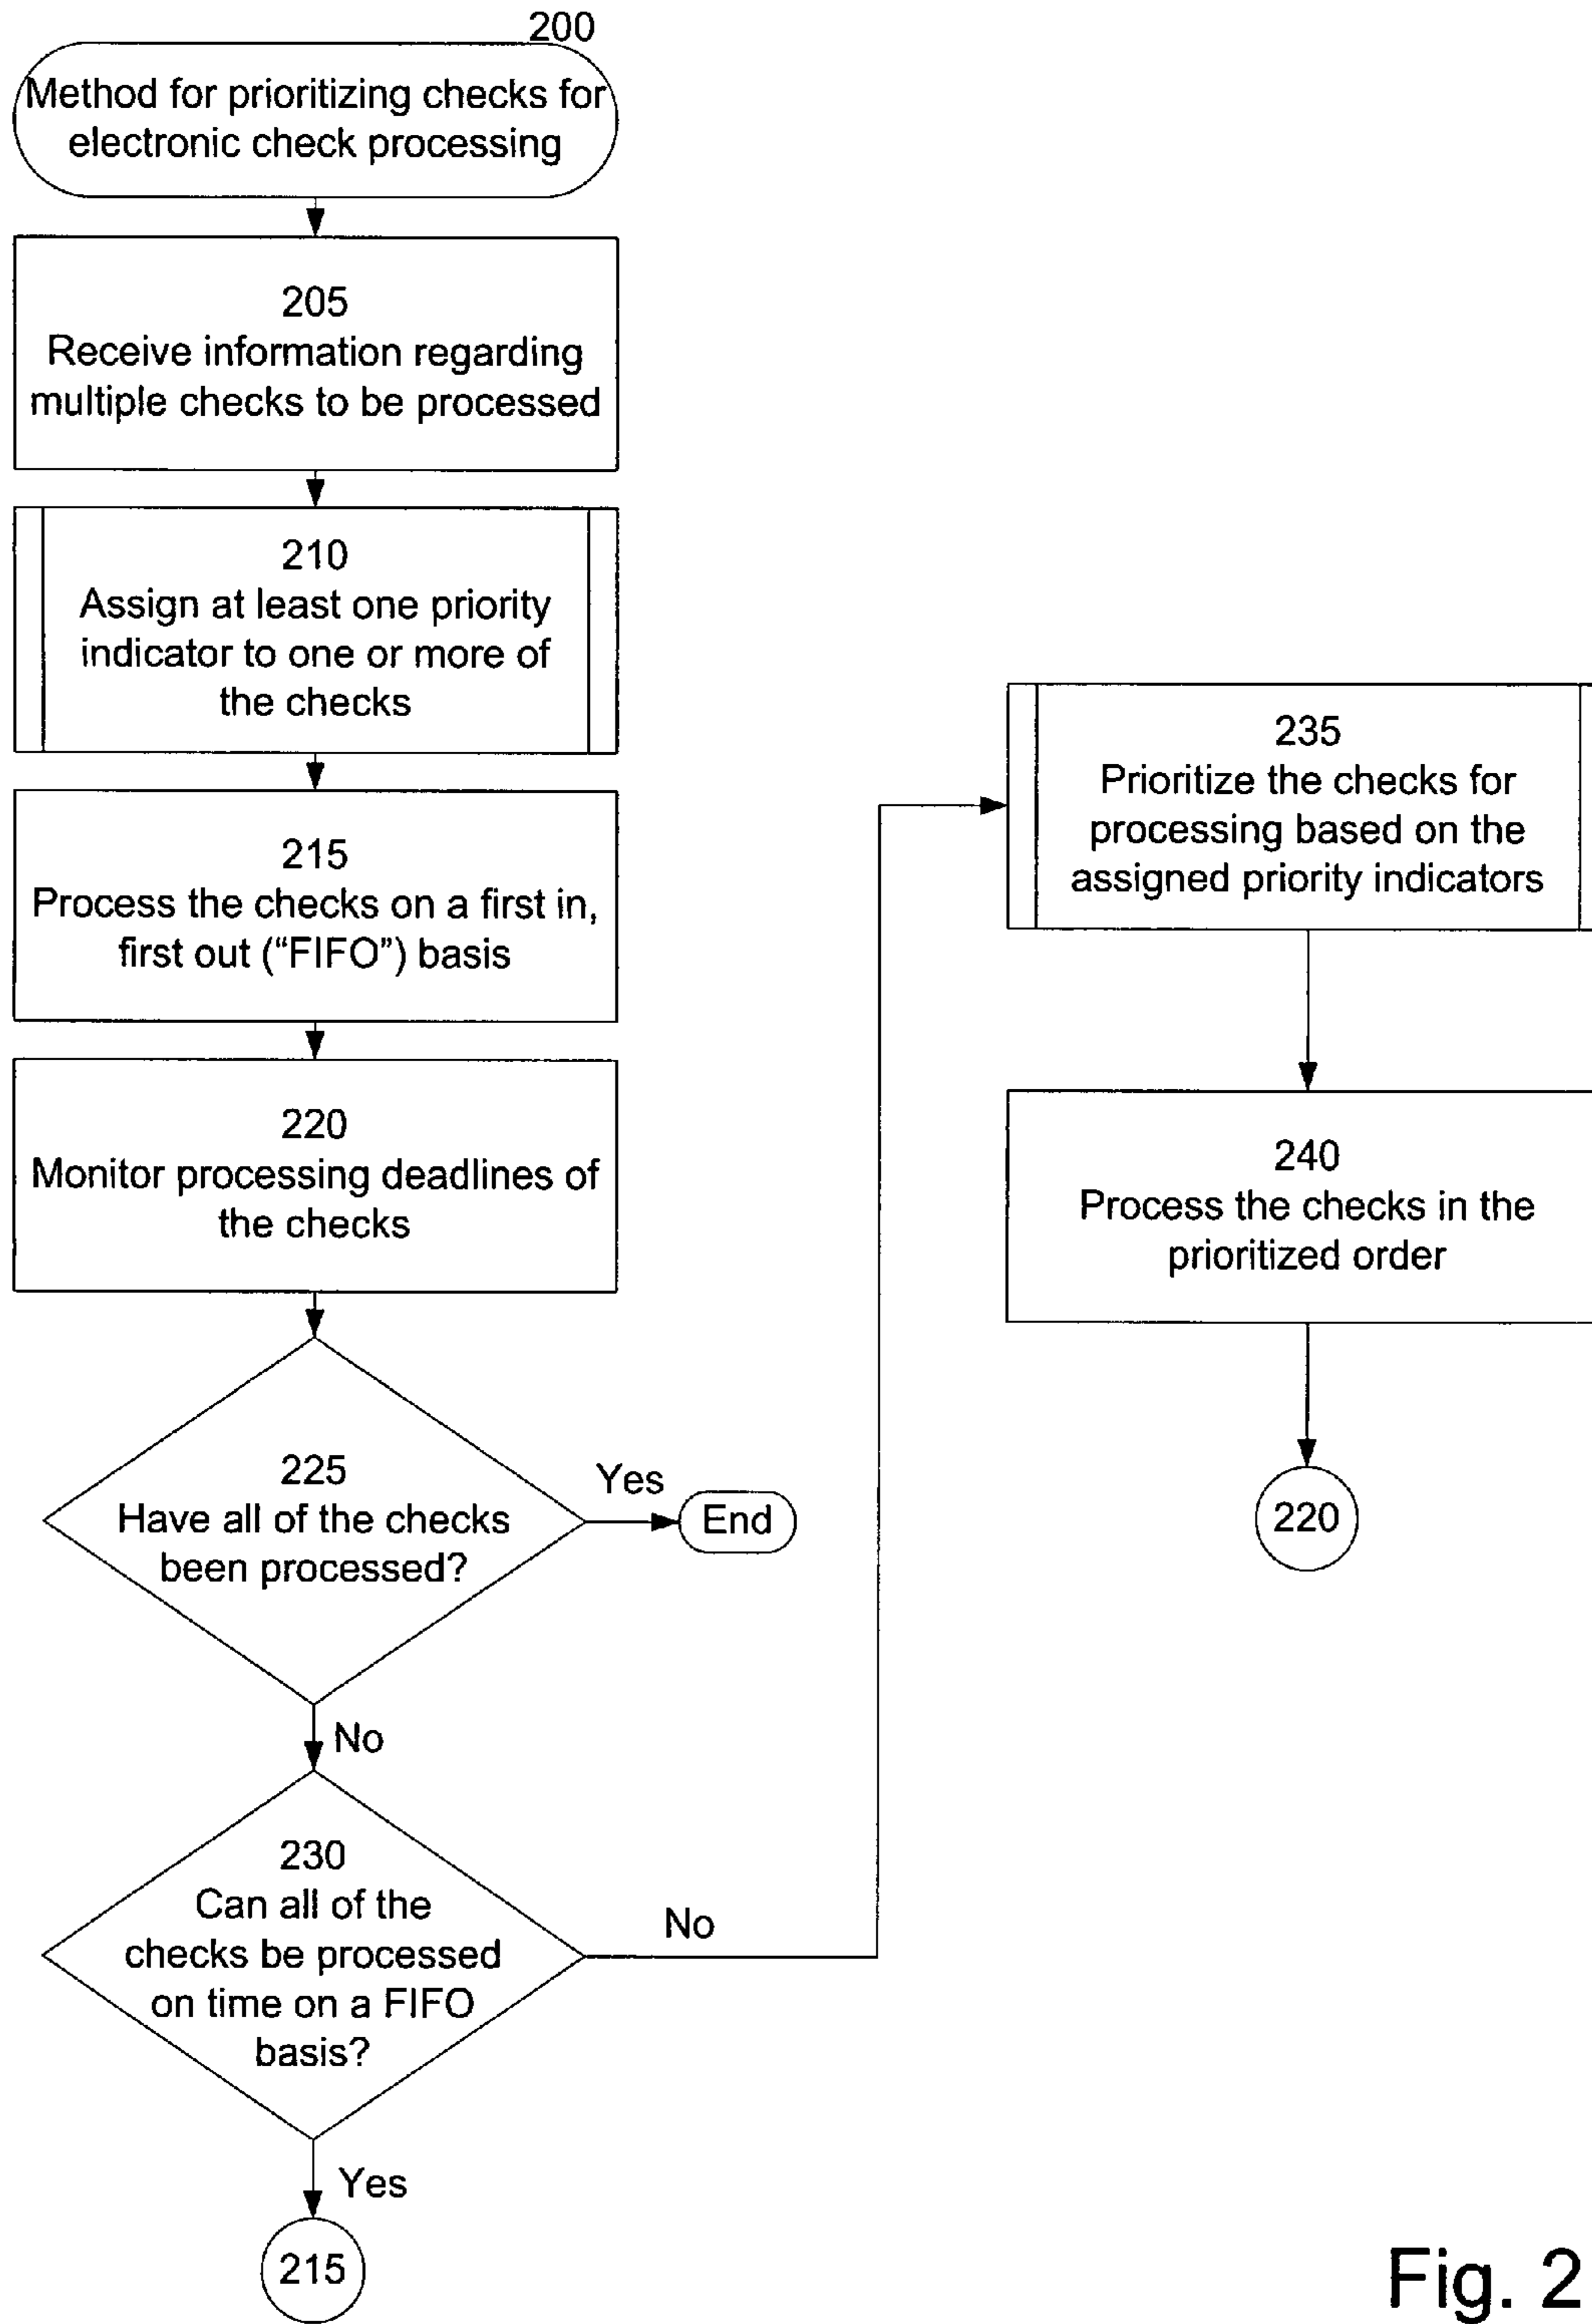 200
Method for prioritizing checks for
electronic check processing
205
Receive information regarding
multiple checks to be processed
210
Assign at least one priority
indicator to one or more of
the checks
215
Process the checks on a first in,
first out (“FIFO”) basis
220
Monitor processing deadlines of
the checks
225
Have all of the checks
been processed?
Yes
End
No
230
Can all of the
checks be processed
on time on a FIFO
basis?
No
Yes
215
235
Prioritize the checks for
processing based on the
assigned priority indicators
240
Process the checks in the
prioritized order
220
Fig. 2